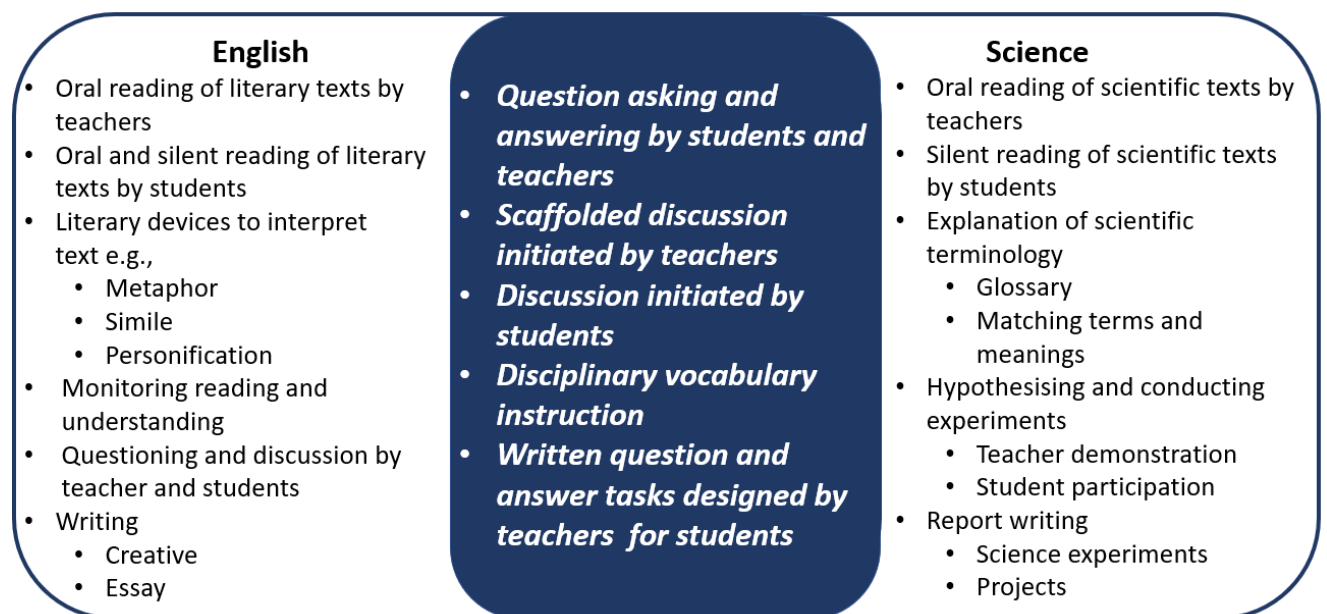 English
• Oral reading of literary texts by
teachers
• Oral and silent reading of literary
texts by students
• Literary devices to interpret
text e.g.,
• Metaphor
• Simile
• Personification
• Monitoring reading and
understanding
• Questioning and discussion by
teacher and students
• Writing
• Creative
• Essay
• Question asking and
answering by students and
teachers
• Scaffolded discussion
initiated by teachers
• Discussion initiated by
students
• Disciplinary vocabulary
instruction
• Written question and
answer tasks designed by
teachers for students
Science
• Oral reading of scientific texts by
teachers
• Silent reading of scientific texts
by students
• Explanation of scientific
terminology
• Glossary
• Matching terms and
meanings
• Hypothesising and conducting
experiments
• Teacher demonstration
• Student participation
• Report writing
• Science experiments
• Projects